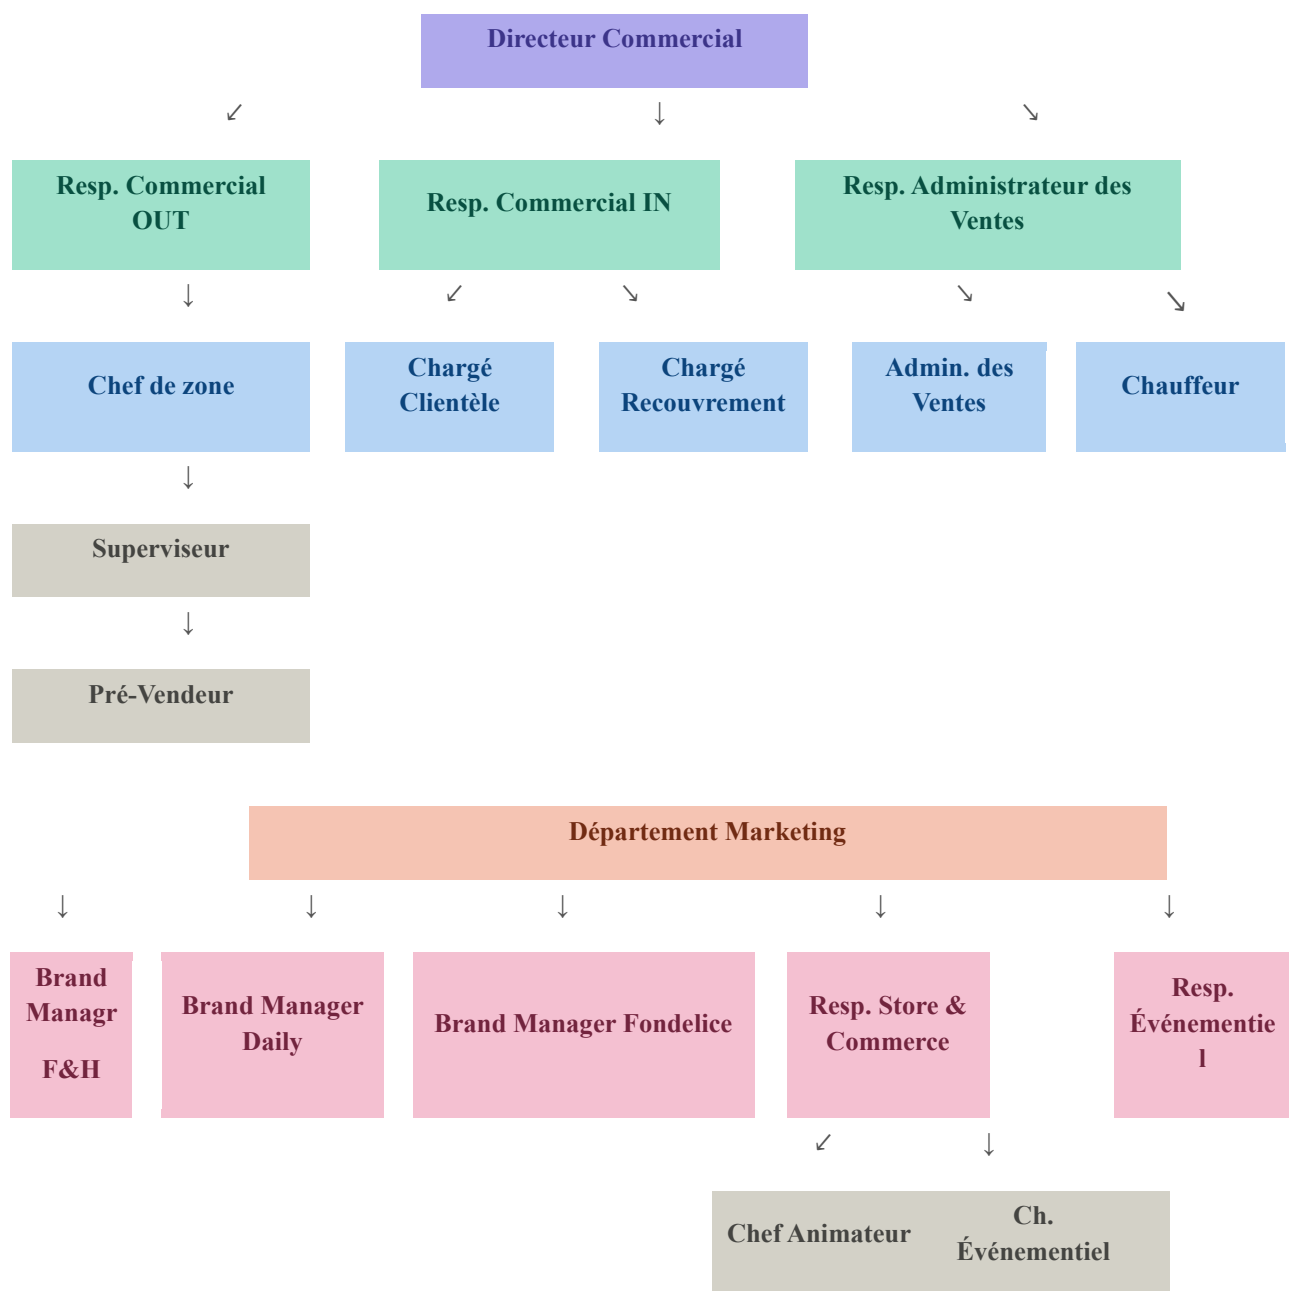 Directeur Commercial
Resp. Commercial
OUT
Resp. Commercial IN
Resp. Administrateur des
Ventes
Chef de zone
Chargé
Clientèle
Chargé
Recouvrement
Admin. des
Ventes
Chauffeur
Superviseur
Pré-Vendeur
Département Marketing
Brand
Managr
F&H
Brand Manager
Daily
Brand Manager Fondelice
Resp. Store &
Commerce
Resp.
Événementie
l
Chef Animateur
Ch.
Événementiel